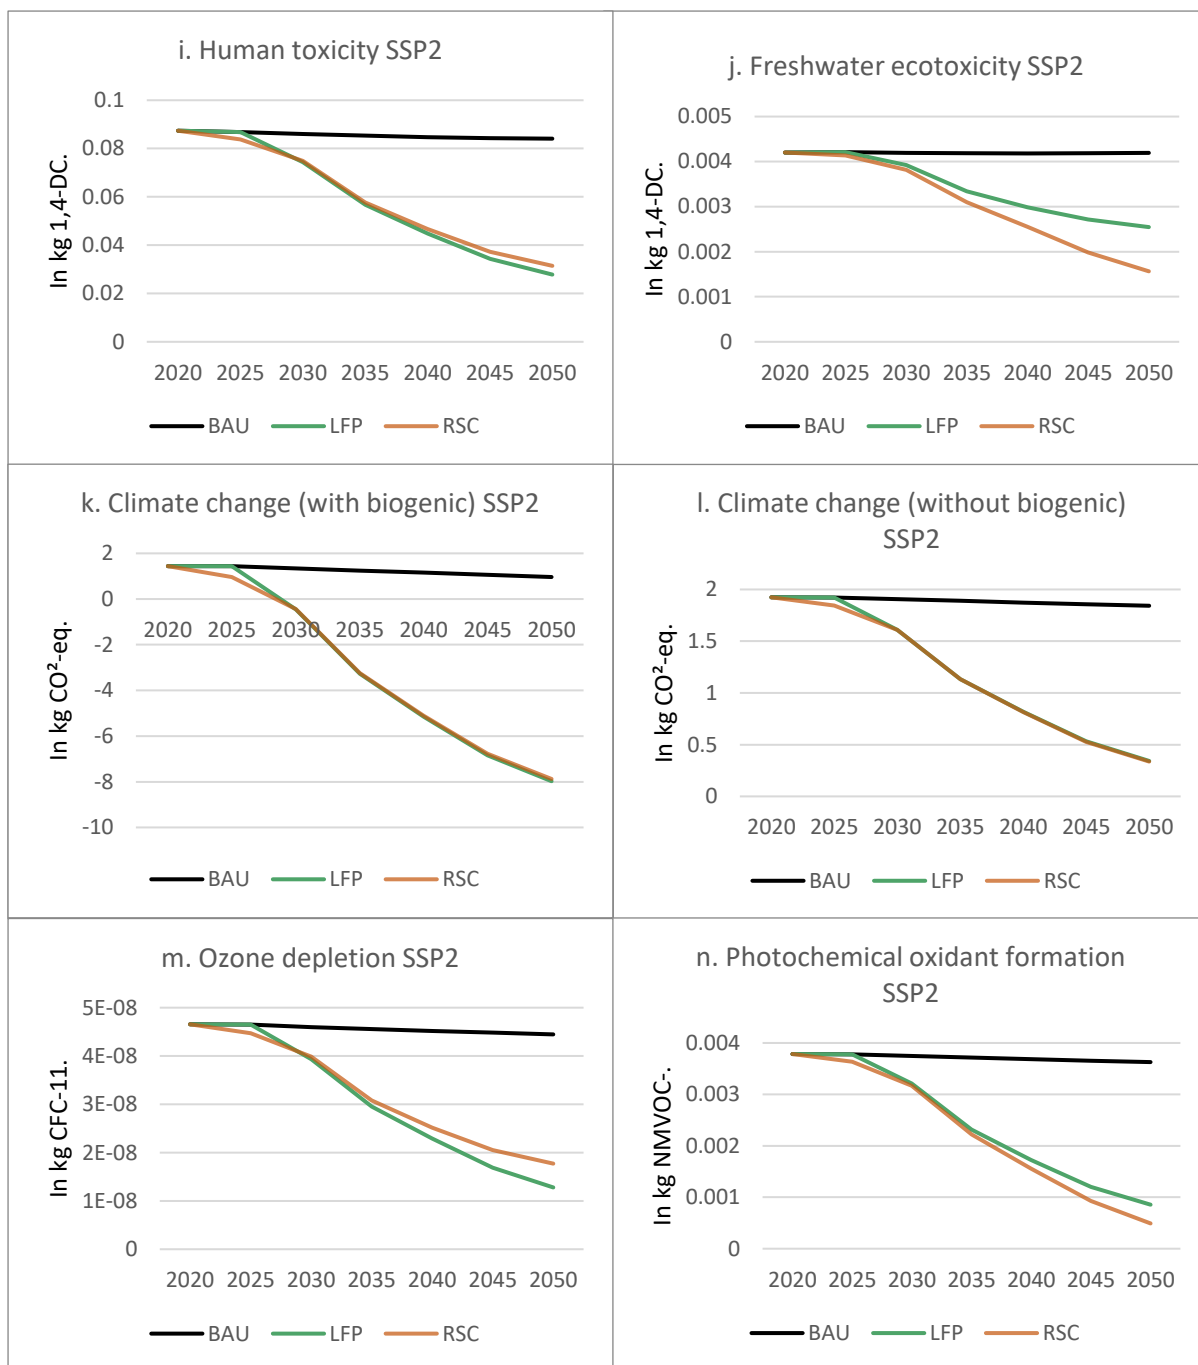 i. Human toxicity SSP2
In kg 1,4-DC.
0.1
0.08
0.06
0.04
0.02
0
2020 2025 2030 2035 2040 2045 2050
BAU LFP RSC
j. Freshwater ecotoxicity SSP2
In kg 1,4-DC.
0.005
0.004
0.003
0.002
0.001
0
2020 2025 2030 2035 2040 2045 2050
BAU LFP RSC
k. Climate change (with biogenic) SSP2
In kg CO²-eq.
2
0
-2
-4
-6
-8
-10
2020 2025 2030 2035 2040 2045 2050
BAU LFP RSC
l. Climate change (without biogenic)
SSP2
In kg CO²-eq.
2
1.5
1
0.5
0
2020 2025 2030 2035 2040 2045 2050
BAU LFP RSC
m. Ozone depletion SSP2
In kg CFC-11.
5E-08
4E-08
3E-08
2E-08
1E-08
0
2020 2025 2030 2035 2040 2045 2050
BAU LFP RSC
n. Photochemical oxidant formation
SSP2
In kg NMVOC-.
0.004
0.003
0.002
0.001
0
2020 2025 2030 2035 2040 2045 2050
BAU LFP RSC